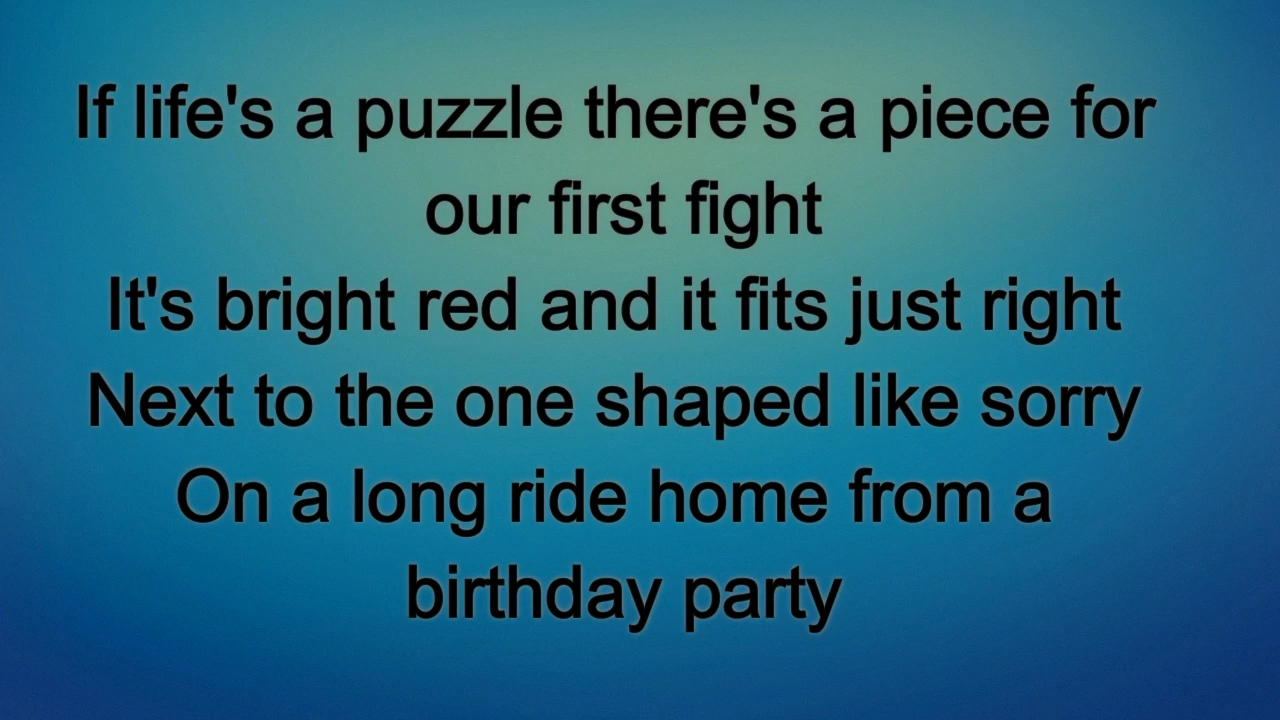 If life's a puzzle there's a piece for
our first fight
It's bright red and it fits just right
Next to the one shaped like sorry
On a long ride home from a
birthday party